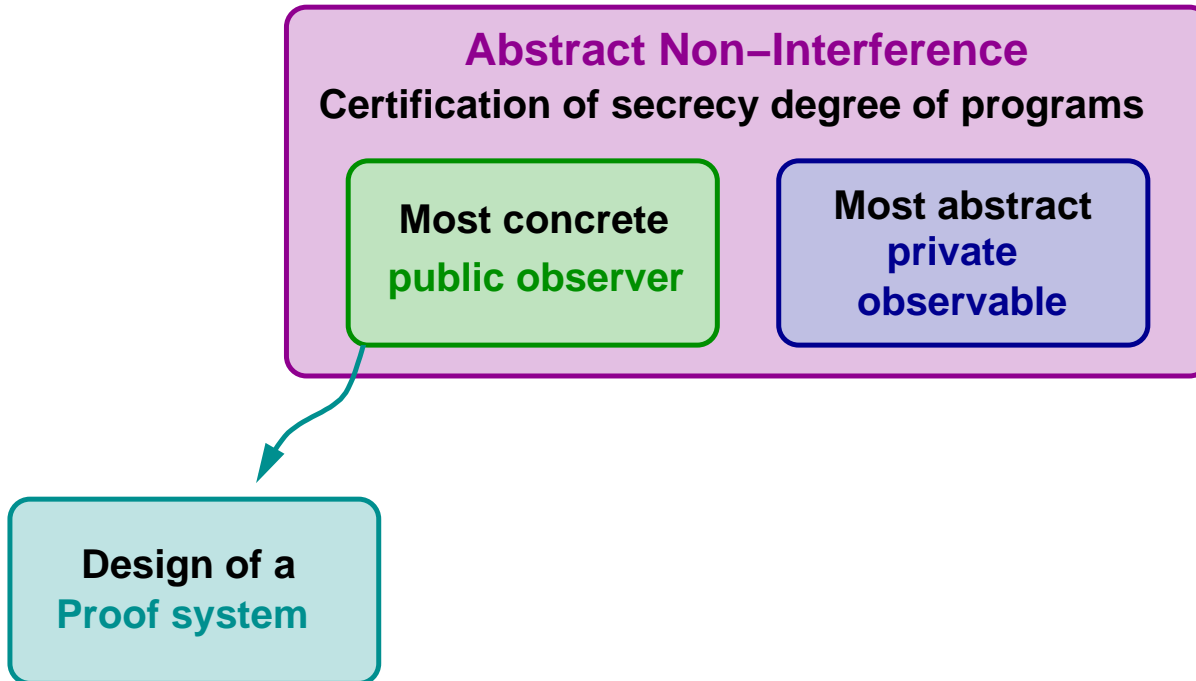 Abstract Non–Interference
Certification of secrecy degree of programs
Most concrete
public observer
Most abstract
private
observable
Design of a
Proof system